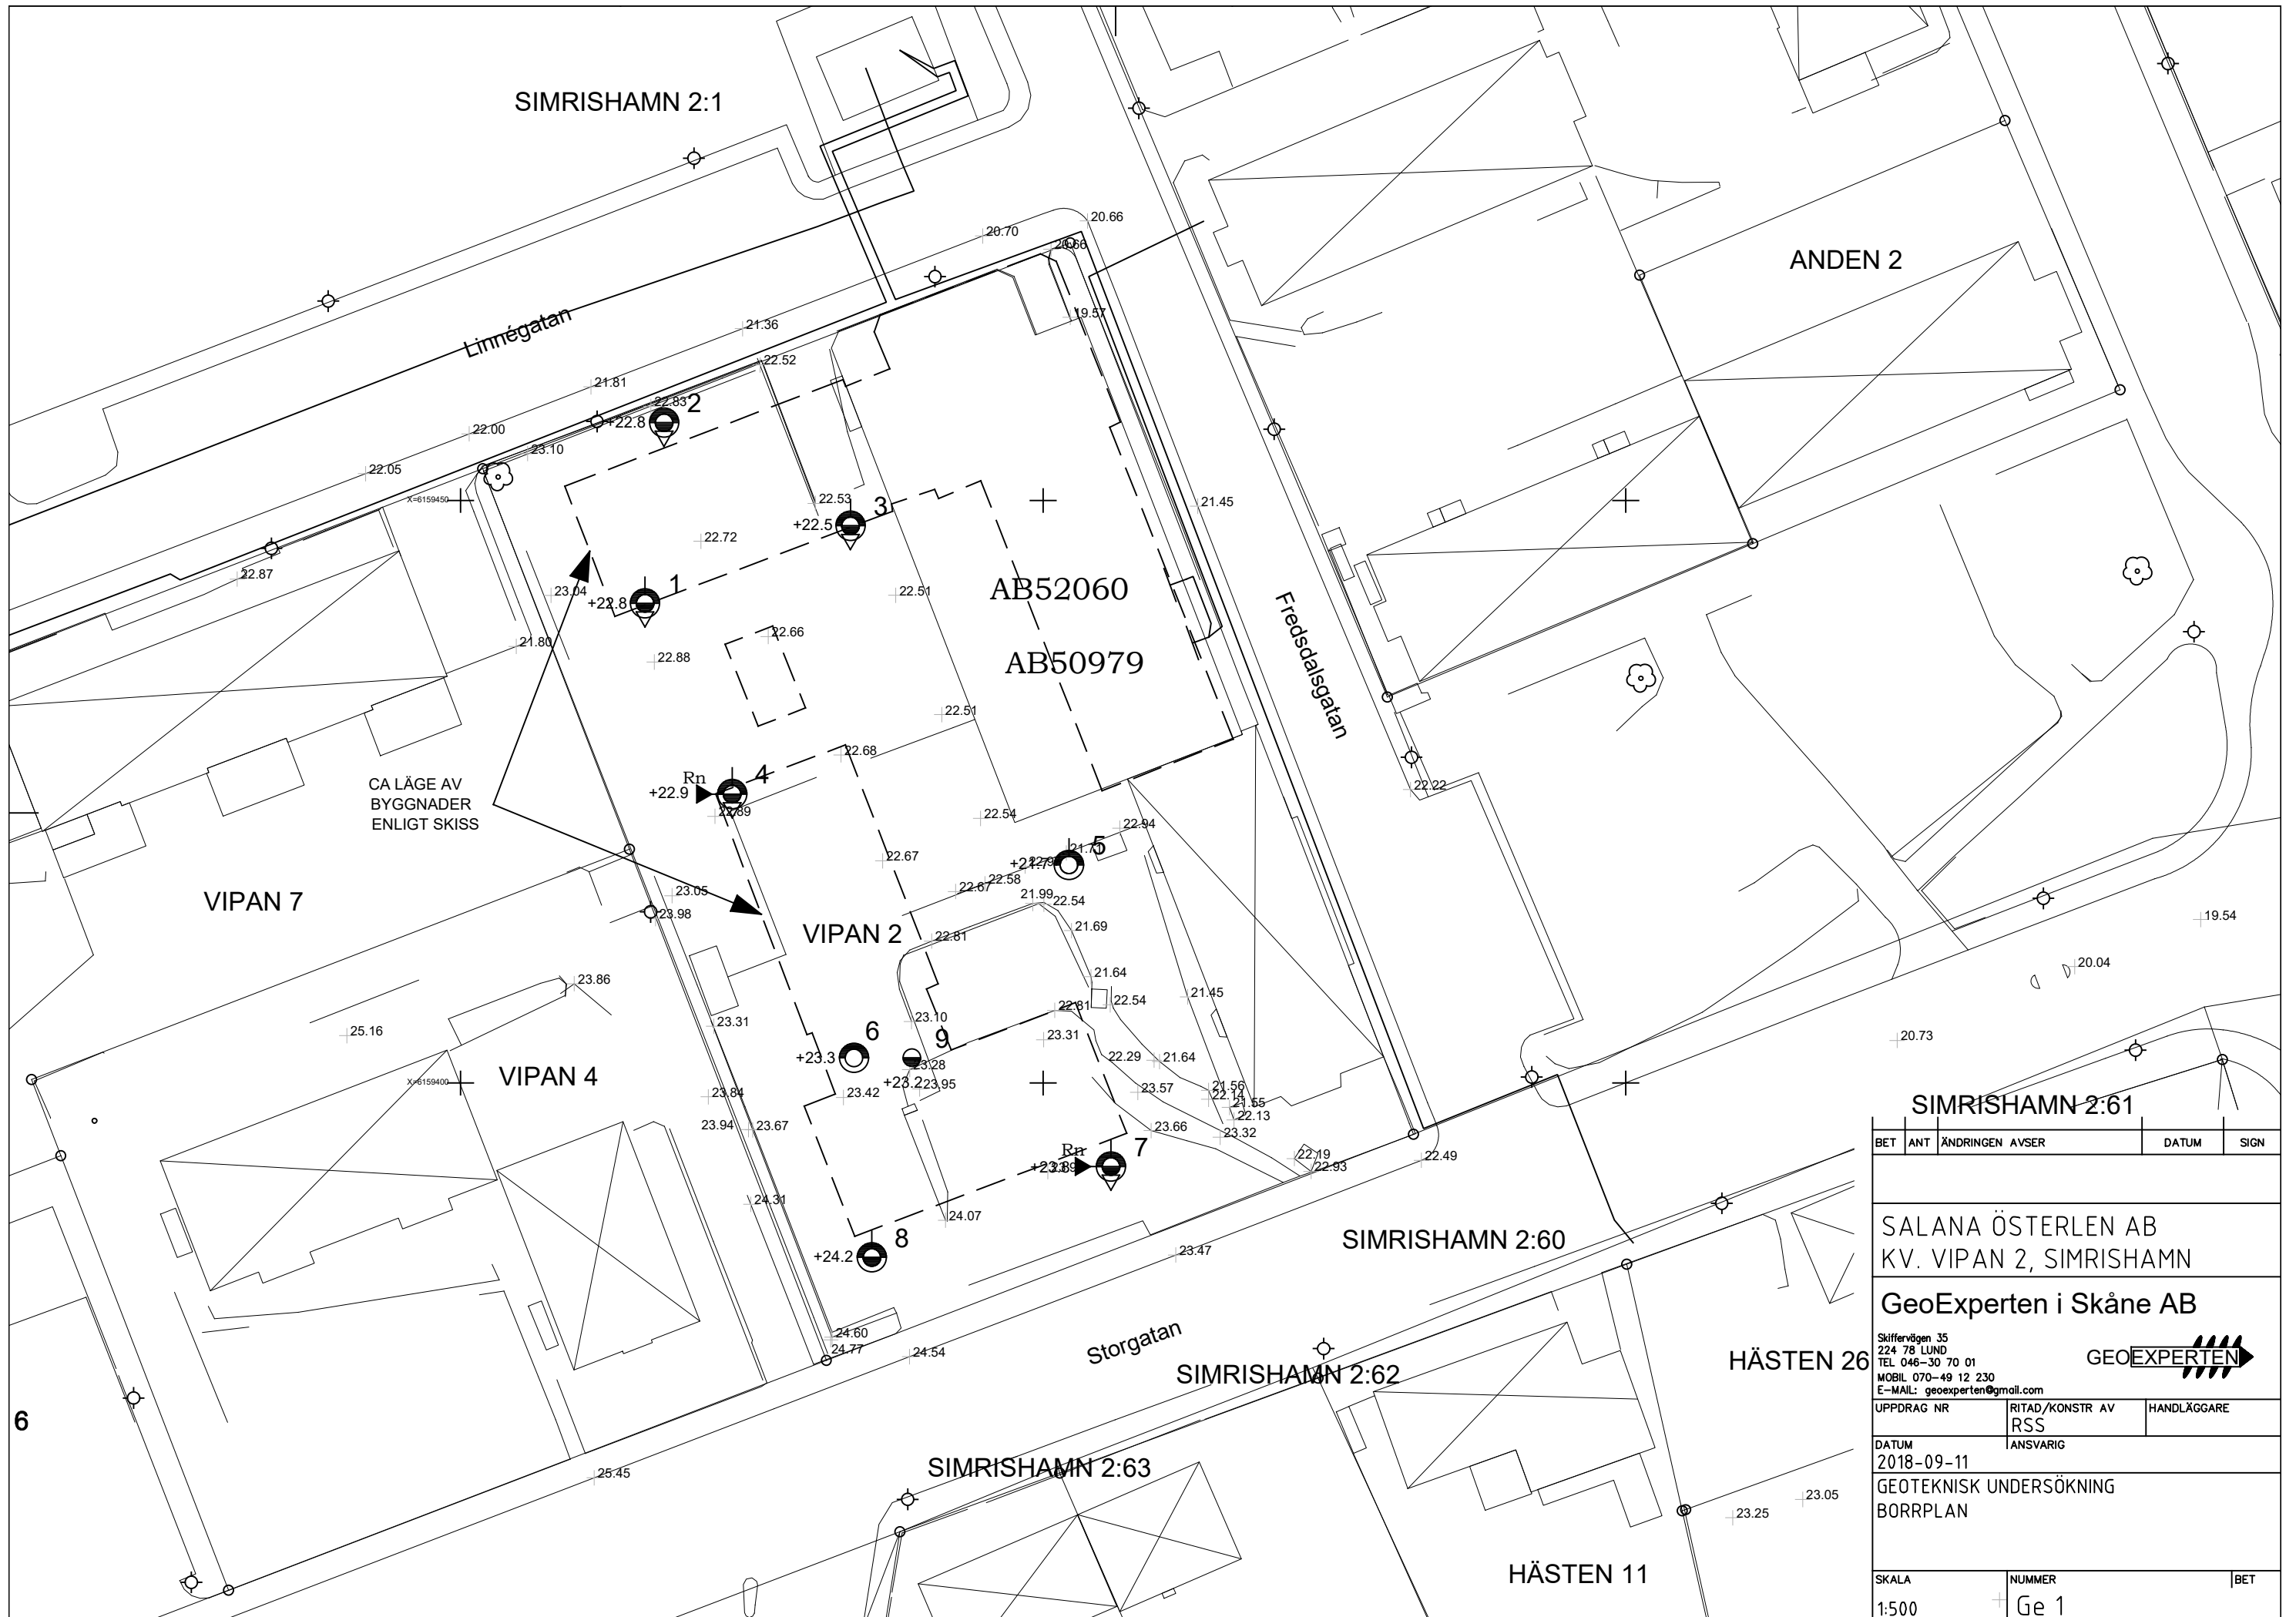 SIMRISHAMN 2:1
20.66
20.70
20.66
ANDEN 2
19.57
Linnégatan
21.36
22.52
21.81
22.83
2
+22.8
22.00
23.10
22.05
X=6159450
22.53
3
+22.5
21.45
22.72
22.87
23.04
1
+22.8
22.51
AB52060
AB50979
Fredsdalsgatan
21.80
22.66
22.88
22.51
22.68
Rn
4
+22.9
22.89
22.22
CA LÄGE AV
BYGGNADER
ENLIGT SKISS
22.54
22.94
5
21.71
+21.7
22.67
22.58
22.67
21.99
22.54
VIPAN 7
23.05
23.98
VIPAN 2
22.81
21.69
19.54
20.04
23.86
21.64
22.54
21.45
22.81
25.16
23.31
23.10
23.31
20.73
6
+23.3
9
23.28
+23.2
23.95
22.29
21.64
X=6159400
VIPAN 4
23.84
23.42
23.57
21.56
22.14
21.55
22.13
23.94
23.67
23.66
23.32
Rn
7
+23.8
22.19
22.93
22.49
24.31
24.07
8
+24.2
23.47
SIMRISHAMN 2:60
SIMRISHAMN 2:61
24.60
24.77
24.54
Storgatan
SIMRISHAMN 2:62
HÄSTEN 26
6
25.45
SIMRISHAMN 2:63
23.05
23.25
HÄSTEN 11
BET ANT ÄNDRINGEN AVSER DATUM SIGN
SALANA ÖSTERLEN AB
KV. VIPAN 2, SIMRISHAMN
GeoExperten i Skåne AB
Skiffervägen 35
224 78 LUND
TEL 046-30 70 01
MOBIL 070-49 12 230
E-MAIL: geoexperten@gmail.com
GEOEXPERTEN
UPPDRAG NR RITAD/KONSTR AV HANDLÄGGARE
RSS
DATUM ANSVARIG
2018-09-11
GEOTEKNISK UNDERSÖKNING
BORRPLAN
SKALA NUMMER BET
1:500 Ge 1